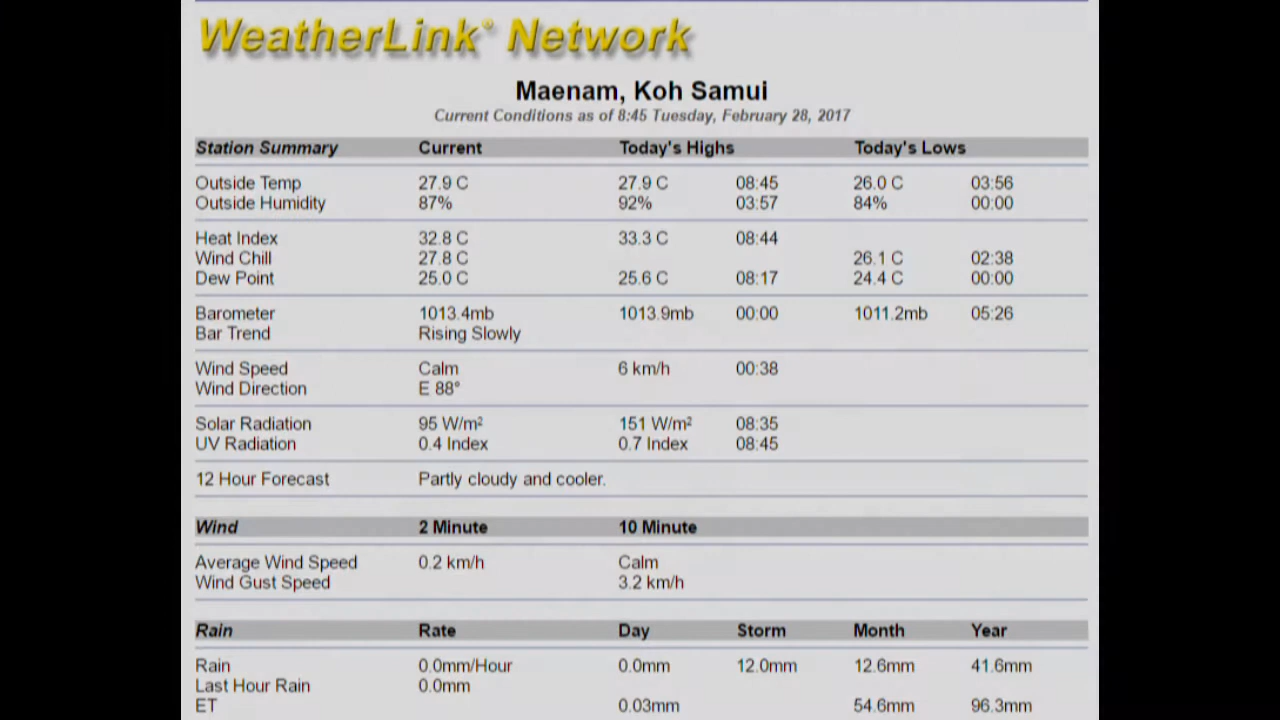 WeatherLink® Network
Maenam, Koh Samui
Current Conditions as of 8:45 Tuesday, February 28, 2017
Station Summary Current Today's Highs Today's Lows
Outside Temp 27.9 C 27.9 C 08:45 26.0 C 03:56
Outside Humidity 87% 92% 03:57 84% 00:00
Heat Index 32.8 C 33.3 C 08:44
Wind Chill 27.8 C 26.1 C 02:38
Dew Point 25.0 C 25.6 C 08:17 24.4 C 00:00
Barometer 1013.4mb 1013.9mb 00:00 1011.2mb 05:26
Bar Trend Rising Slowly
Wind Speed Calm 6 km/h 00:38
Wind Direction E 88°
Solar Radiation 95 W/m² 151 W/m² 08:35
UV Radiation 0.4 Index 0.7 Index 08:45
12 Hour Forecast Partly cloudy and cooler.
Wind 2 Minute 10 Minute
Average Wind Speed 0.2 km/h Calm
Wind Gust Speed 3.2 km/h
Rain Rate Day Storm Month Year
Rain 0.0mm/Hour 0.0mm 12.0mm 12.6mm 41.6mm
Last Hour Rain 0.0mm
ET 0.03mm 54.6mm 96.3mm